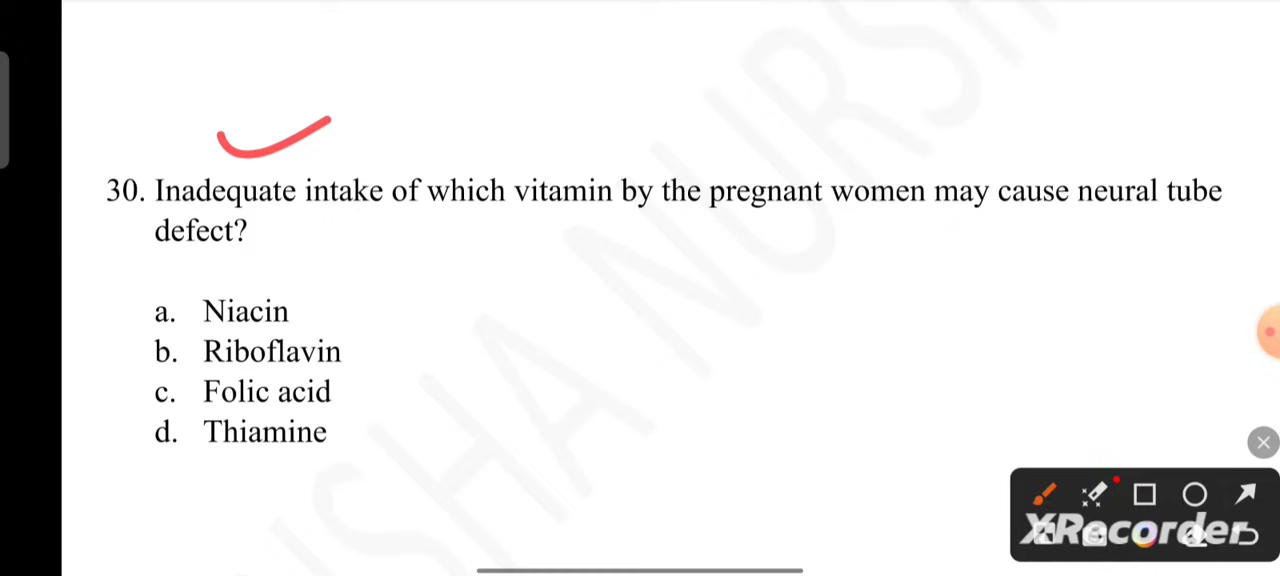 30. Inadequate intake of which vitamin by the pregnant women may cause neural tube
defect?
a. Niacin
b. Riboflavin
c. Folic acid
d. Thiamine
XRecorder